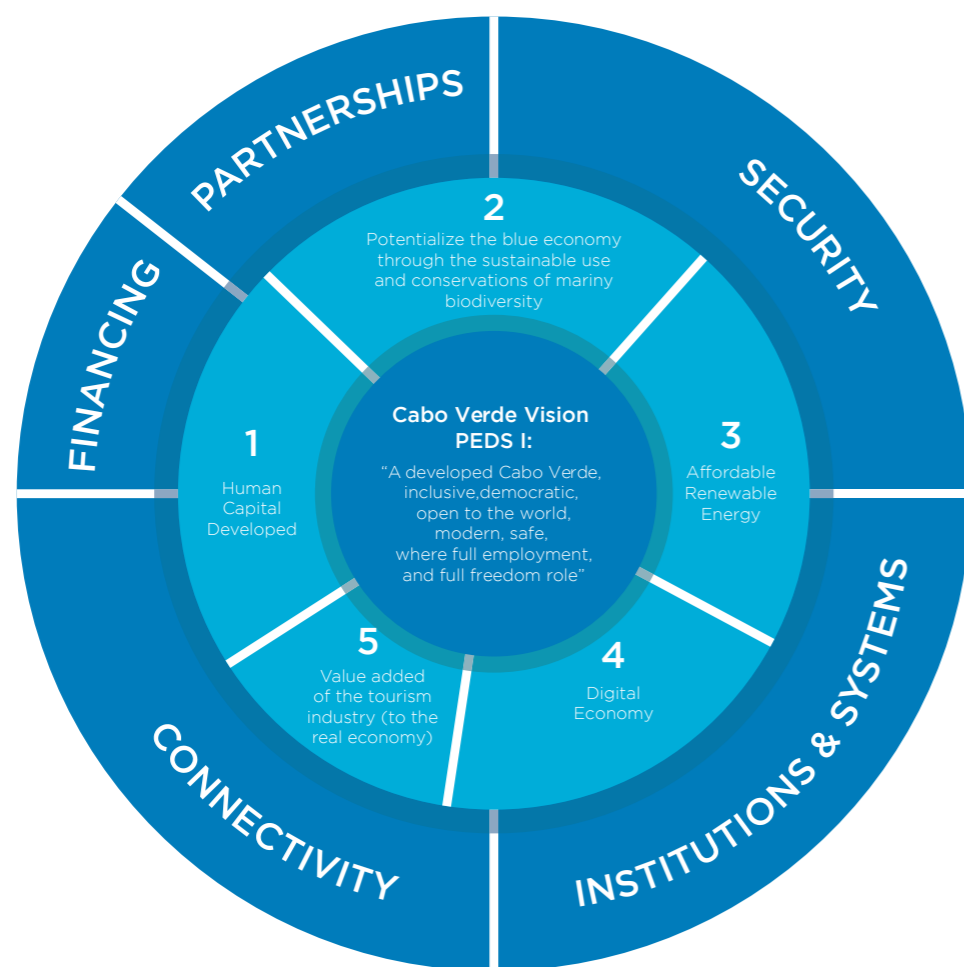 PARTNERSHIPS
SECURITY
FINANCING
2
Potentialize the blue economy
through the sustainable use
and conservations of mariny
biodiversity
1
Human
Capital
Developed
Cabo Verde Vision
PEDS I:
“A developed Cabo Verde,
inclusive,democratic,
open to the world,
modern, safe,
where full employment,
and full freedom role”
3
Affordable
Renewable
Energy
5
Value added
of the tourism
industry (to the
real economy)
4
Digital
Economy
CONNECTIVITY
INSTITUTIONS & SYSTEMS